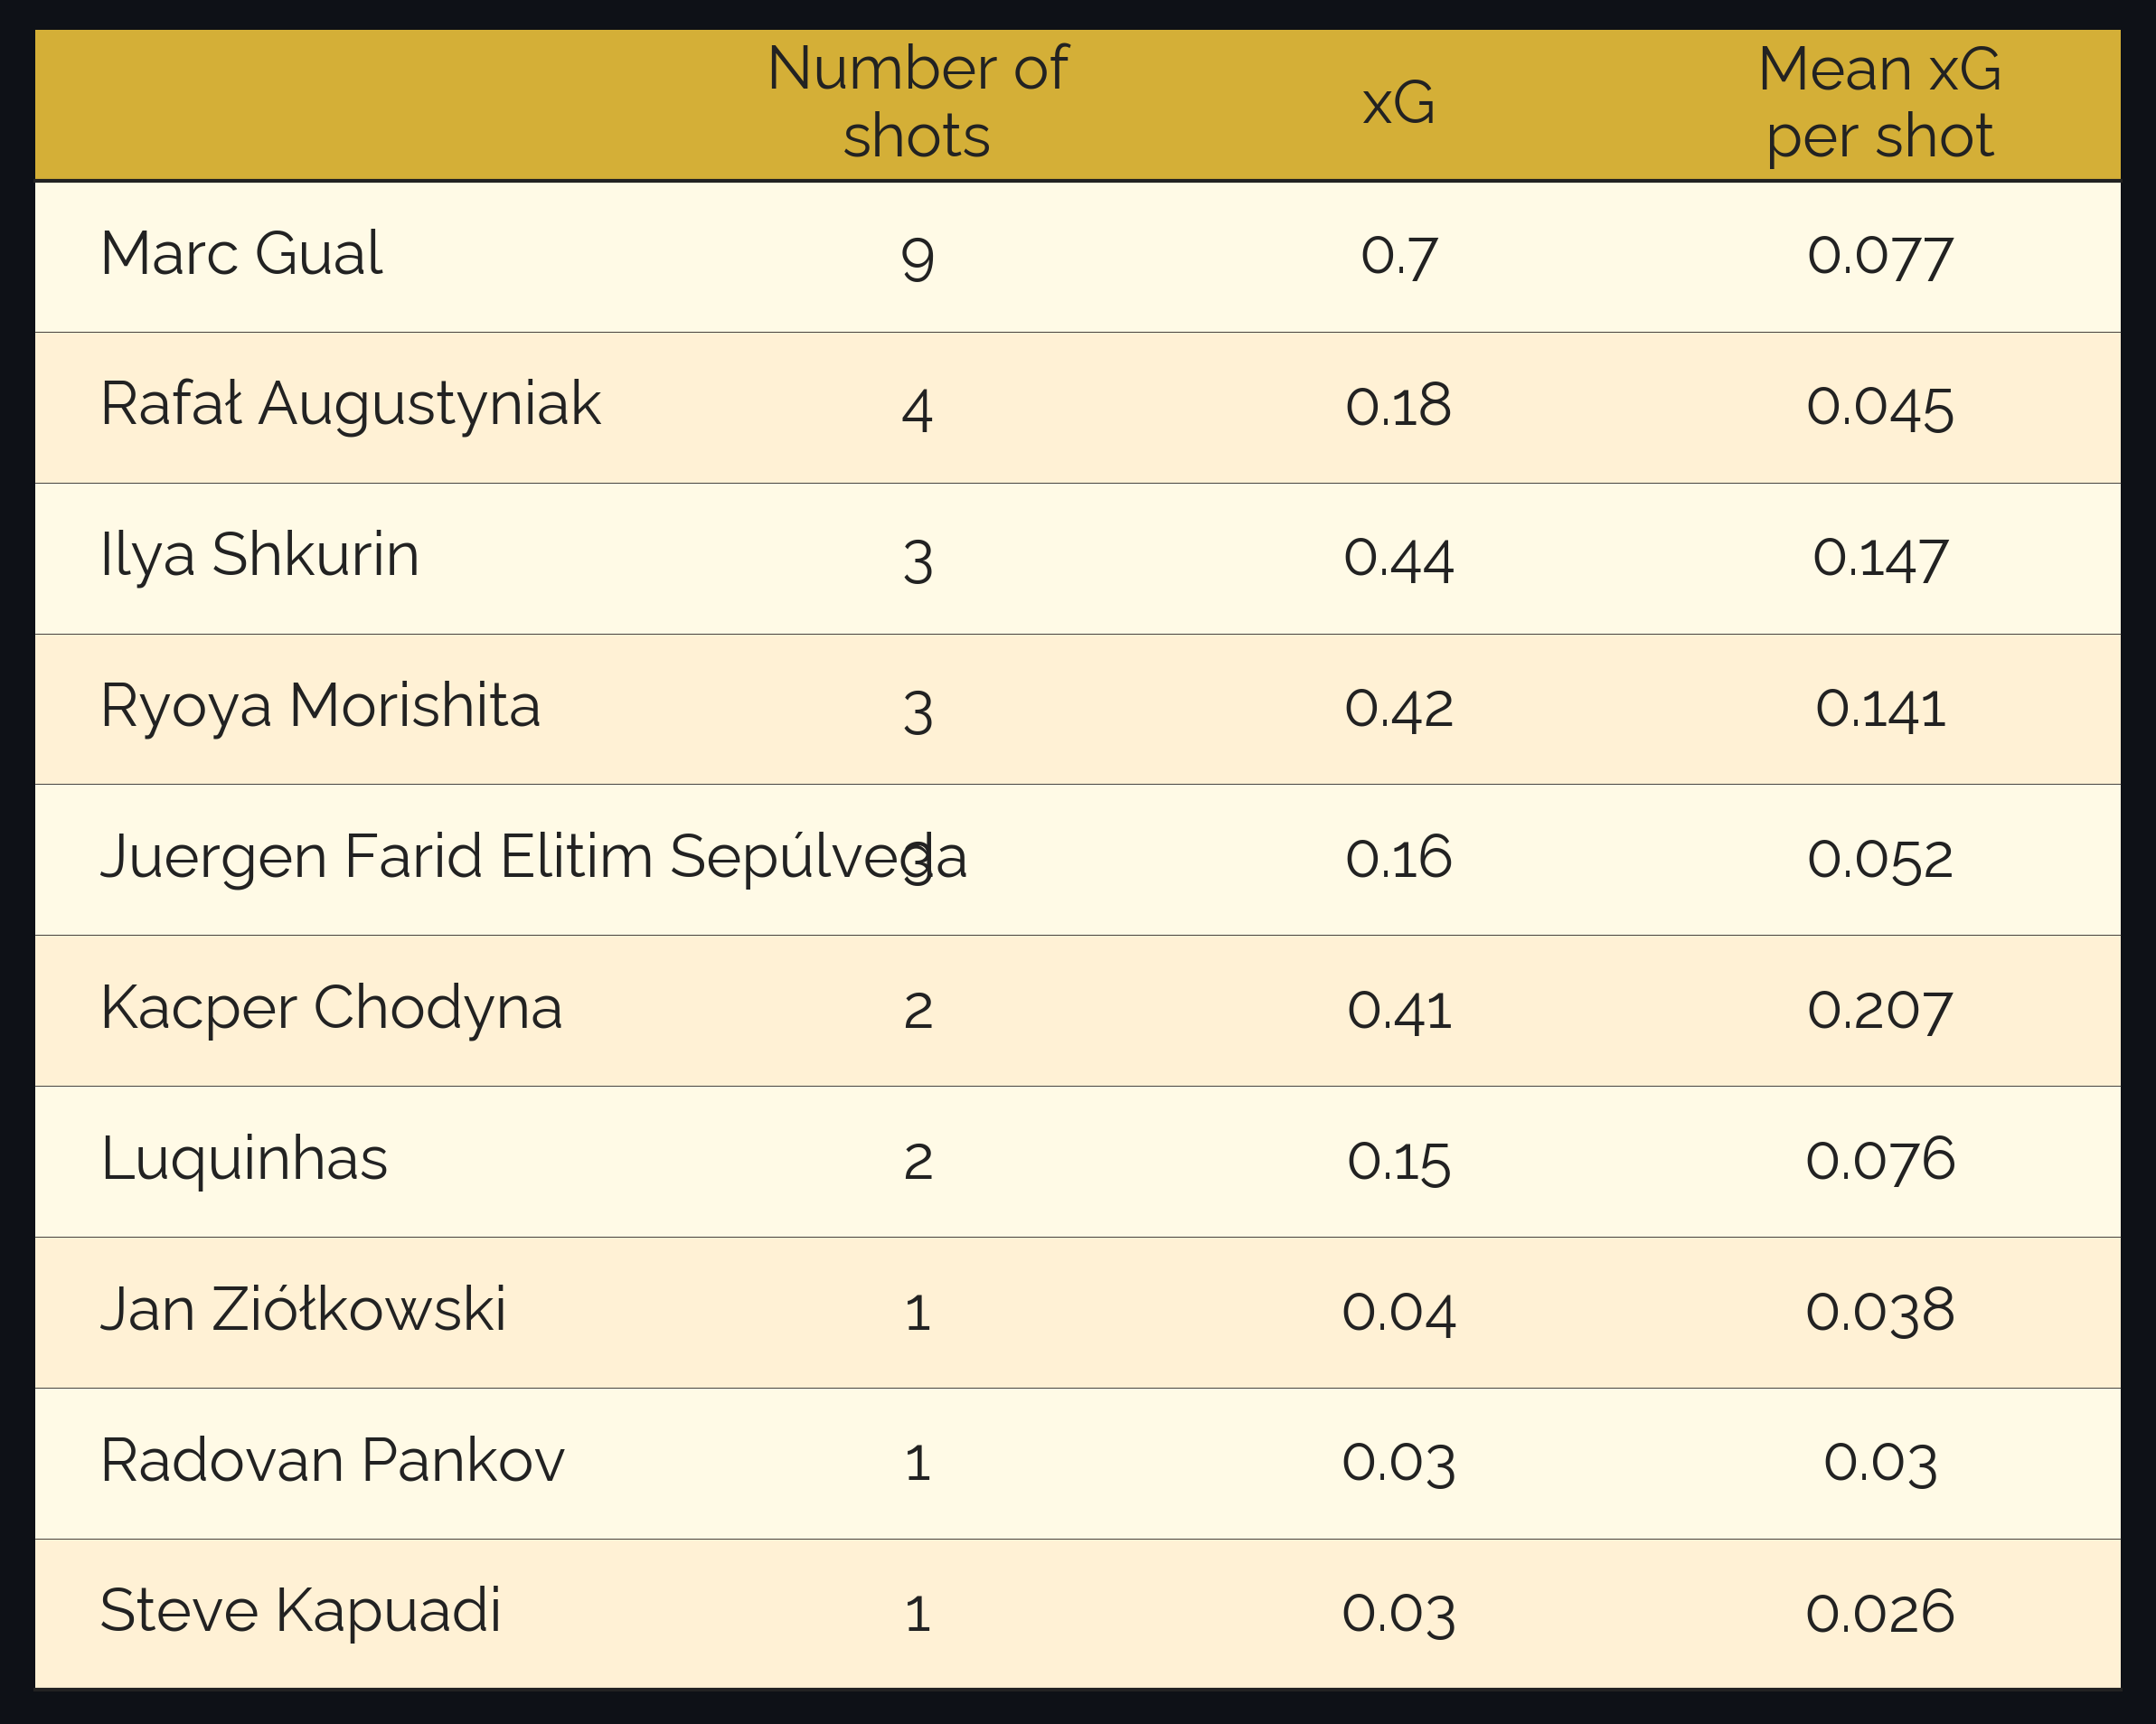 Number of shots xG Mean xG per shot
Marc Gual 9 0.7 0.077
Rafał Augustyniak 4 0.18 0.045
Ilya Shkurin 3 0.44 0.147
Ryoya Morishita 3 0.42 0.141
Juergen Farid Elitim Sepúlveda 3 0.16 0.052
Kacper Chodyna 2 0.41 0.207
Luquinhas 2 0.15 0.076
Jan Ziółkowski 1 0.04 0.038
Radovan Pankov 1 0.03 0.03
Steve Kapuadi 1 0.03 0.026